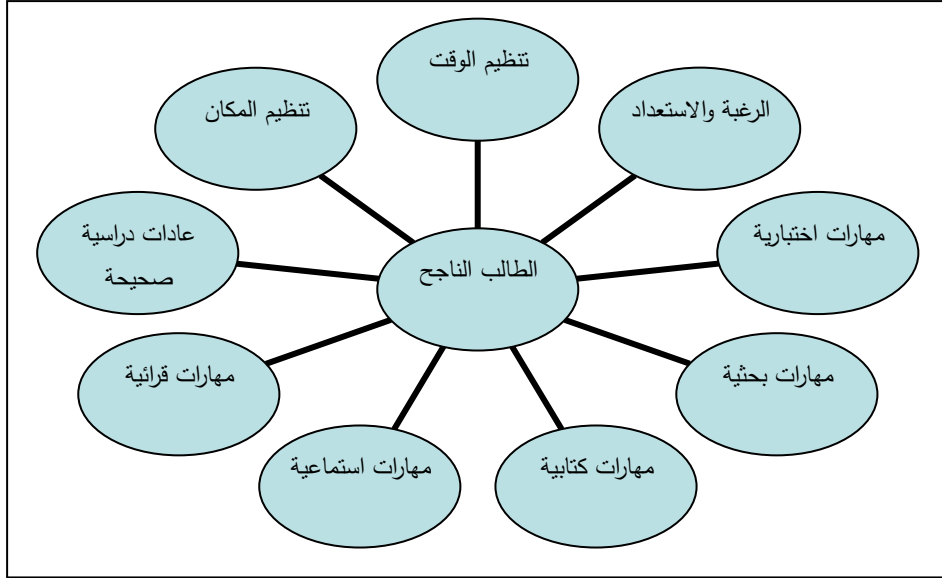 تنظيم الوقت
الرغبة والاستعداد
تنظيم المكان
مهارات اختبارية
عادات دراسية
صحيحة
الطالب الناجح
مهارات بحثية
مهارات قرائية
مهارات كتابية
مهارات استماعية